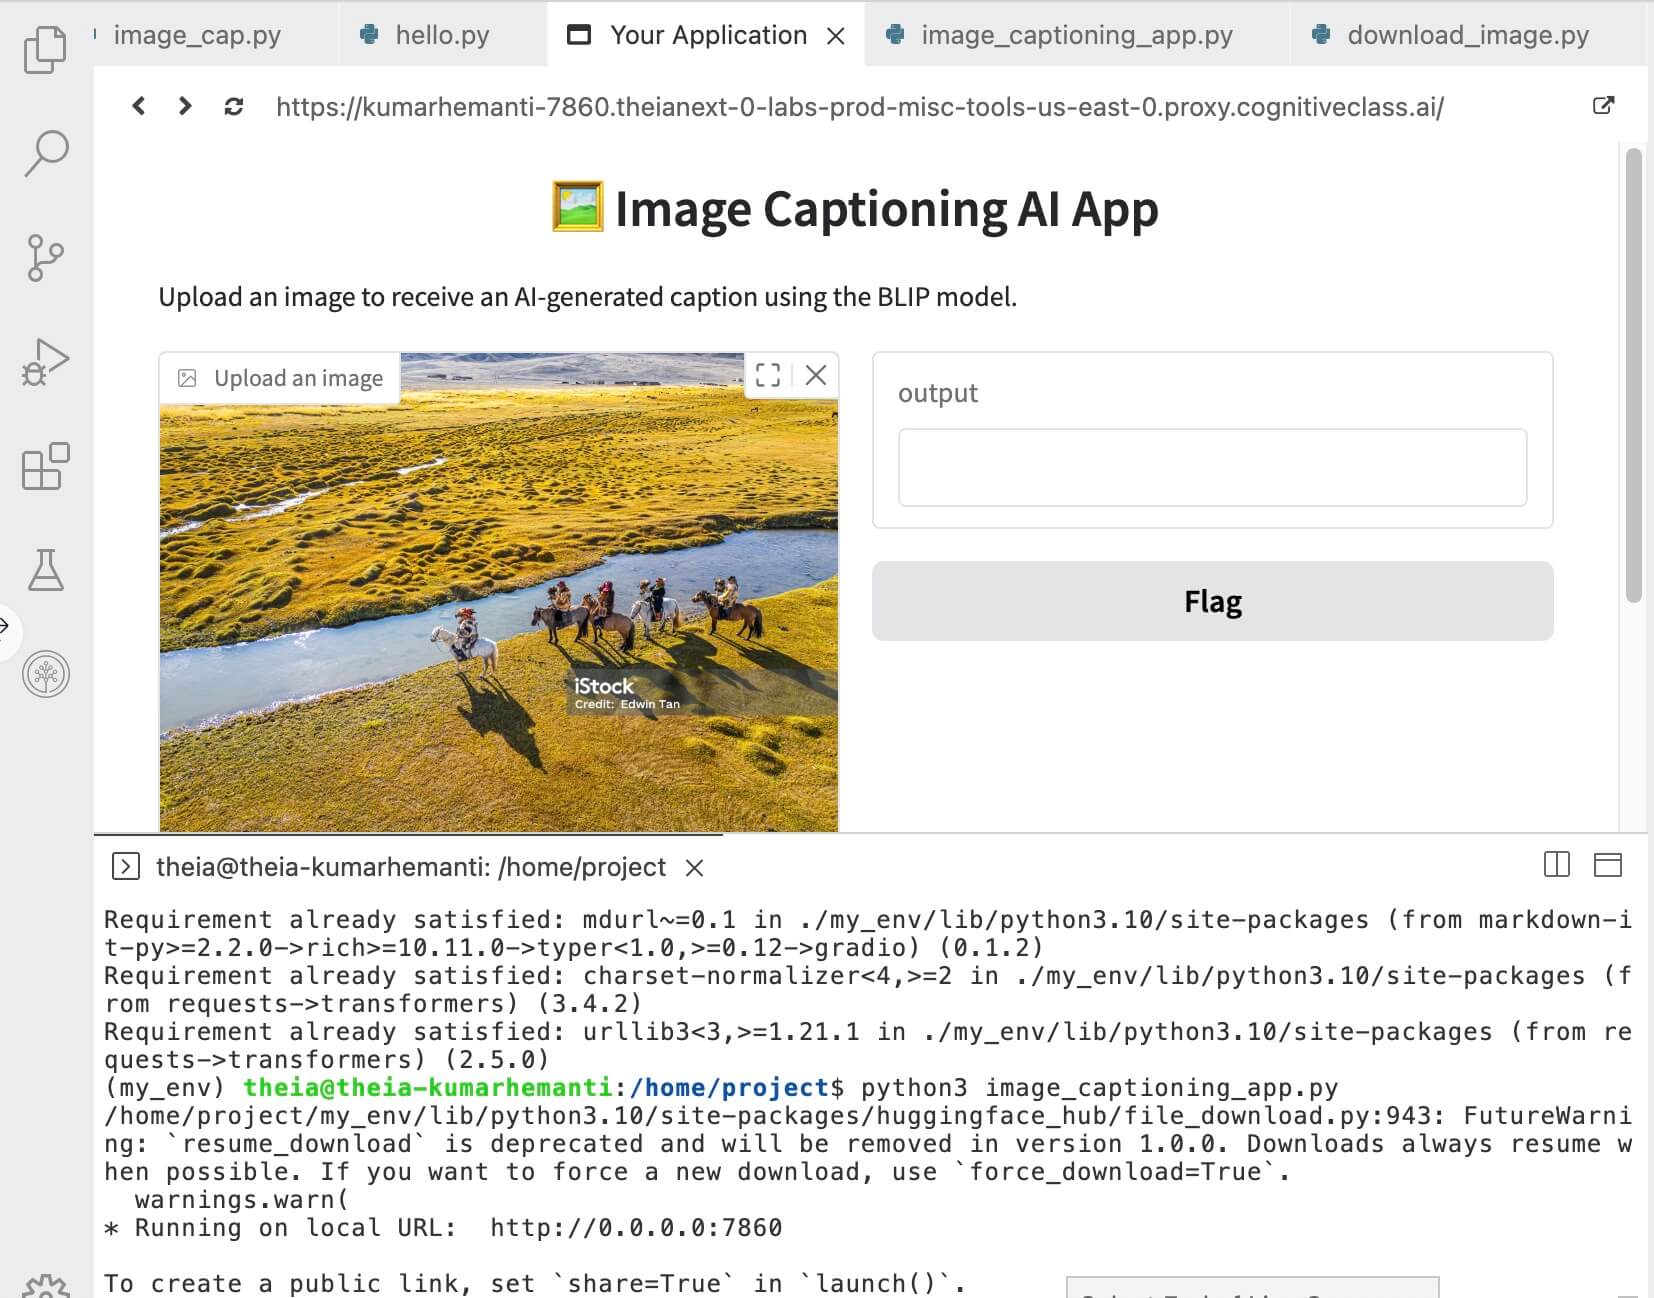 image_cap.py
hello.py
Your Application
image_captioning_app.py
download_image.py
https://kumarhemanti-7860.theianext-0-labs-prod-misc-tools-us-east-0.proxy.cognitiveclass.ai/
Image Captioning AI App
Upload an image to receive an AI-generated caption using the BLIP model.
Upload an image
output
Flag
iStock
Credit: Edwin Tan
theia@theia-kumarhemanti: /home/project
Requirement already satisfied: mdurl~=0.1 in ./my_env/lib/python3.10/site-packages (from markdown-i
t-py>=2.2.0->rich>=10.11.0->typer<1.0,>=0.12->gradio) (0.1.2)
Requirement already satisfied: charset-normalizer<4,>=2 in ./my_env/lib/python3.10/site-packages (f
rom requests->transformers) (3.4.2)
Requirement already satisfied: urllib3<3,>=1.21.1 in ./my_env/lib/python3.10/site-packages (from re
quests->transformers) (2.5.0)
(my_env) theia@theia-kumarhemanti:/home/project$ python3 image_captioning_app.py
/home/project/my_env/lib/python3.10/site-packages/huggingface_hub/file_download.py:943: FutureWarni
ng: `resume_download` is deprecated and will be removed in version 1.0.0. Downloads always resume w
hen possible. If you want to force a new download, use `force_download=True`.
warnings.warn(
* Running on local URL: http://0.0.0.0:7860
To create a public link, set `share=True` in `launch()`.